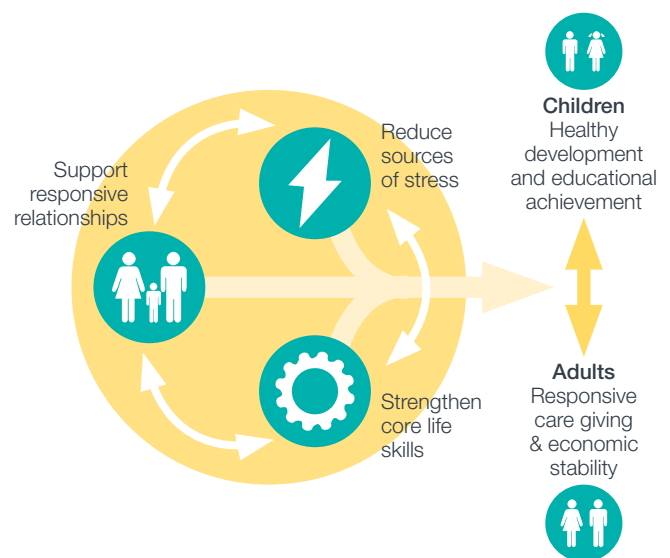 Support
responsive
relationships
Reduce
sources
of stress
Strengthen
core life
skills
Children
Healthy
development
and educational
achievement
Adults
Responsive
care giving
& economic
stability